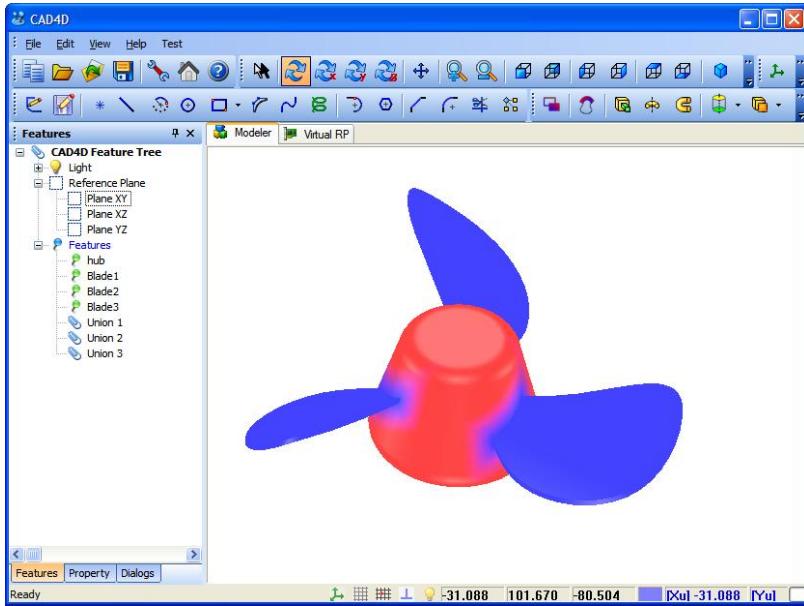 CAD4D
File Edit View Help Test
Features
Modeler Virtual RP
CAD4D Feature Tree
Light
Reference Plane
Plane XY
Plane XZ
Plane YZ
Features
hub
Blade1
Blade2
Blade3
Union 1
Union 2
Union 3
Features Property Dialogs
Ready -31.088 101.670 -80.504 [Xu] -31.088 [Yu]